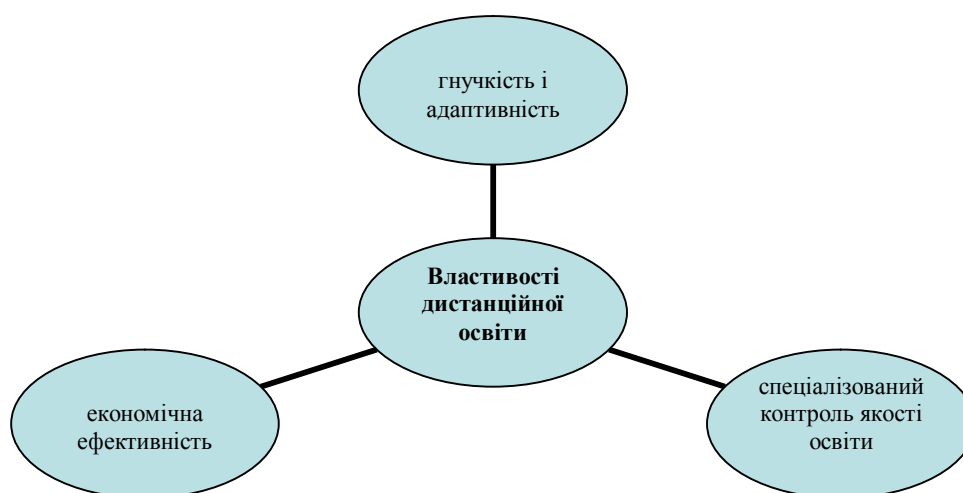 гнучкість і
адаптивність
Властивості
дистанційної
освіти
економічна
ефективність
спеціалізований
контроль якості
освіти